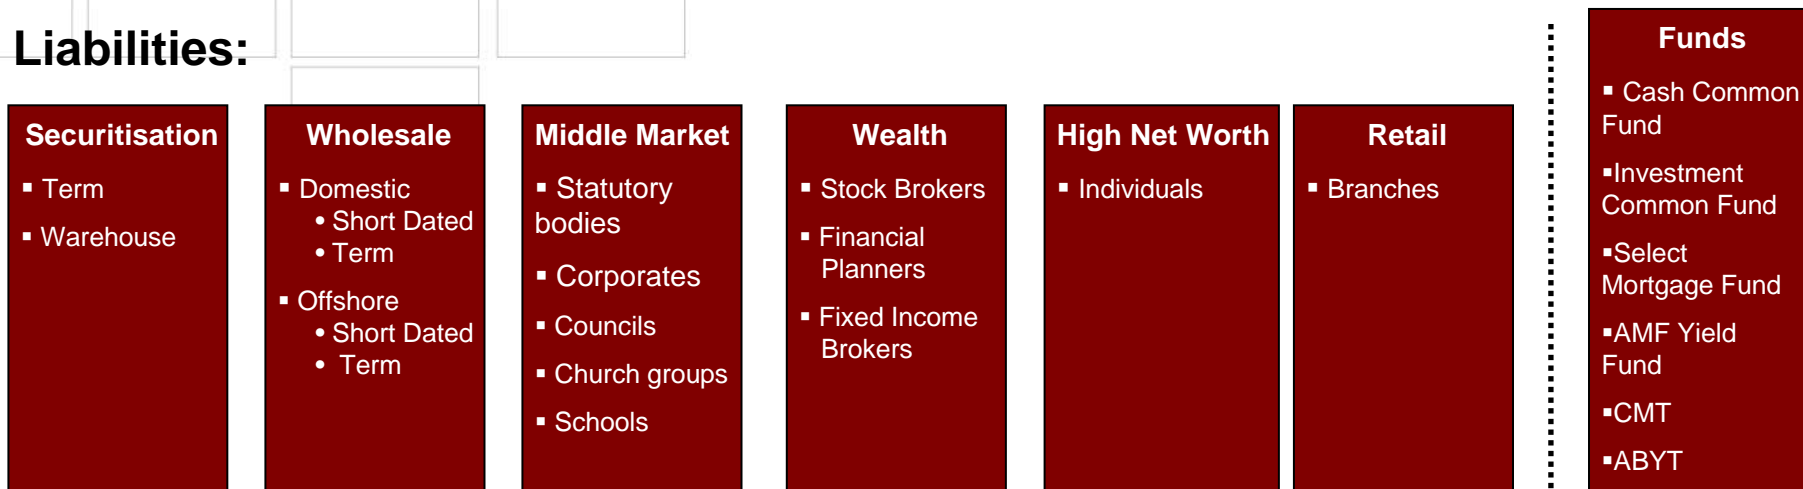 Liabilities:
Securitisation
▪ Term
▪ Warehouse
Wholesale
▪ Domestic
• Short Dated
• Term
▪ Offshore
• Short Dated
• Term
Middle Market
▪ Statutory
bodies
▪ Corporates
▪ Councils
▪ Church groups
▪ Schools
Wealth
▪ Stock Brokers
▪ Financial
Planners
▪ Fixed Income
Brokers
High Net Worth
▪ Individuals
Retail
▪ Branches
Funds
▪ Cash Common
Fund
▪Investment
Common Fund
▪Select
Mortgage Fund
▪AMF Yield
Fund
▪CMT
▪ABYT